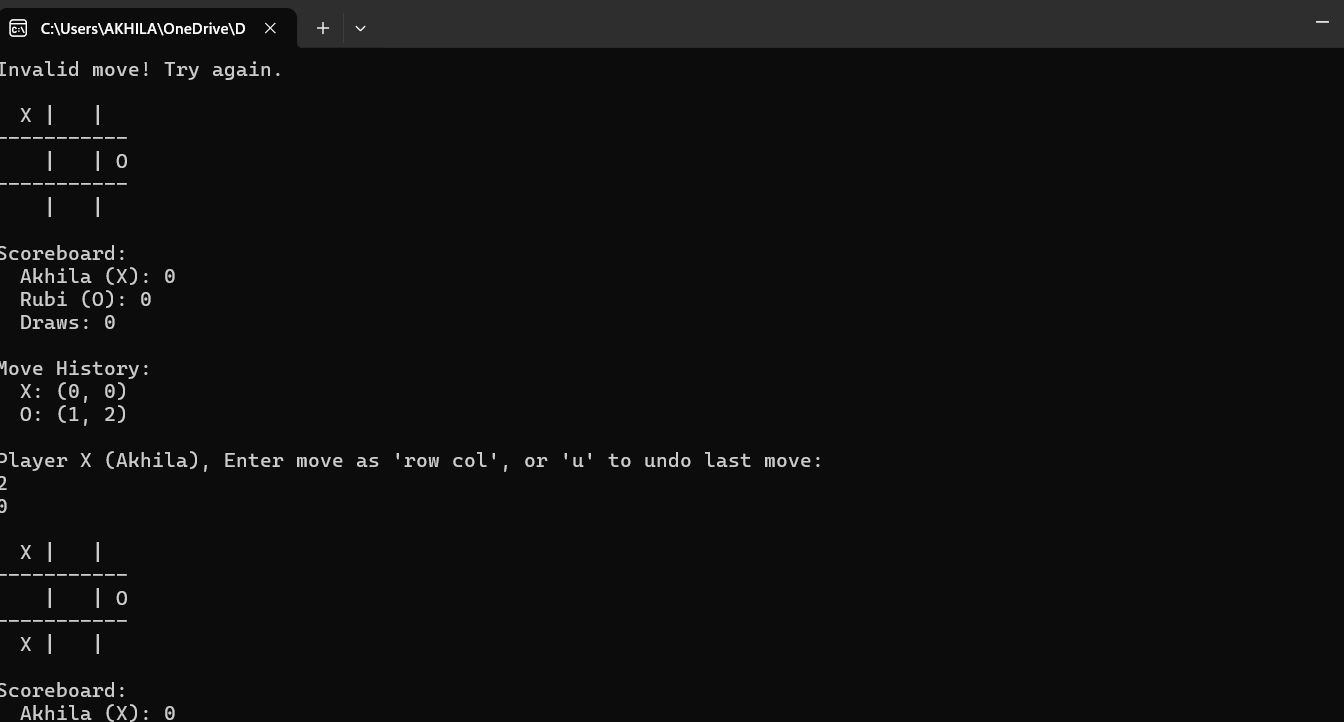 C:\Users\AKHILA\OneDrive\D
Invalid move! Try again.
X |   |
-----------
|   | O
-----------
|   |
Scoreboard:
Akhila (X): 0
Rubi (O): 0
Draws: 0
Move History:
X: (0, 0)
O: (1, 2)
Player X (Akhila), Enter move as 'row col', or 'u' to undo last move:
2
0
X |   |
-----------
|   | O
-----------
X |   |
Scoreboard:
Akhila (X): 0